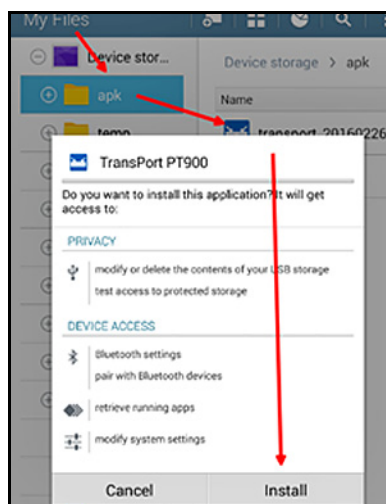 My Files
Device stor...
Device storage > apk
apk
Name
temp
transport_20160226
TransPort PT900
Do you want to install this application? It will get
access to:
PRIVACY
modify or delete the contents of your USB storage
test access to protected storage
DEVICE ACCESS
Bluetooth settings
pair with Bluetooth devices
retrieve running apps
modify system settings
Cancel
Install